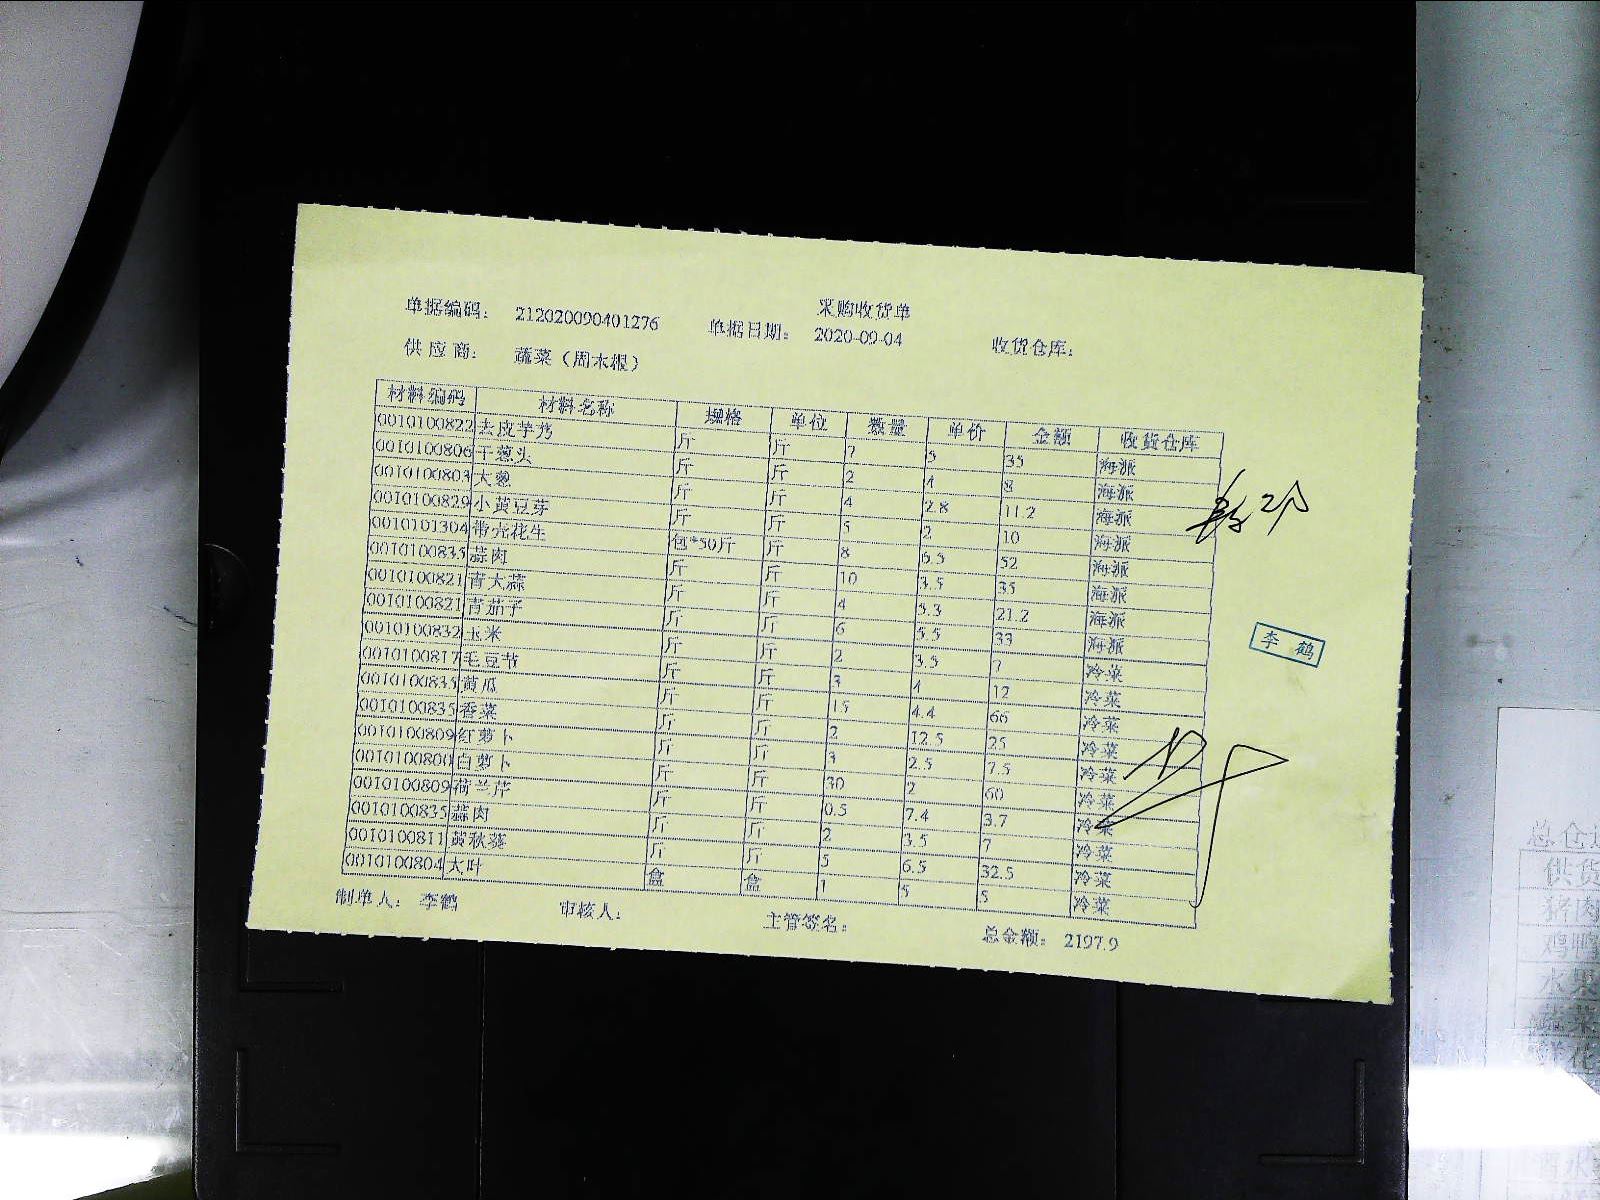 采购收货单
单据编码： 212020090401276 单据日期： 2020-09-04 收货仓库：
供 应 商： 蔬菜（周木根）
材料编码 材料名称 规格 单位 数量 单价 金额 收货仓库
0010100822 去皮芋艿 斤 斤 7 5 35 海派
0010100806 干葱头 斤 斤 2 4 8 海派
0010100803 大葱 斤 斤 4 2.8 11.2 海派
0010100829 小黄豆芽 斤 斤 5 2 10 海派
0010101304 带壳花生 包*50斤 斤 8 6.5 52 海派
0010100835 蒜肉 斤 斤 10 3.5 35 海派
0010100821 青大蒜 斤 斤 4 5.3 21.2 海派
0010100821 青茄子 斤 斤 6 5.5 33 海派
0010100832 玉米 斤 斤 2 3.5 7 冷菜
0010100817 毛豆节 斤 斤 3 4 12 冷菜
0010100835 黄瓜 斤 斤 15 4.4 66 冷菜
0010100835 香菜 斤 斤 2 12.5 25 冷菜
0010100809 红萝卜 斤 斤 3 2.5 7.5 冷菜
0010100800 白萝卜 斤 斤 30 2 60 冷菜
0010100809 荷兰芹 斤 斤 0.5 7.4 3.7 冷菜
0010100835 蒜肉 斤 斤 2 3.5 7 冷菜
0010100811 黄秋葵 斤 斤 5 6.5 32.5 冷菜
0010100804 大叶 盒 盒 1 5 5 冷菜
制单人： 李鹤 审核人： 主管签名： 总金额： 2197.9
李 鹤
供货
猪肉
鸡鸭
水果
蔬菜
鲜花